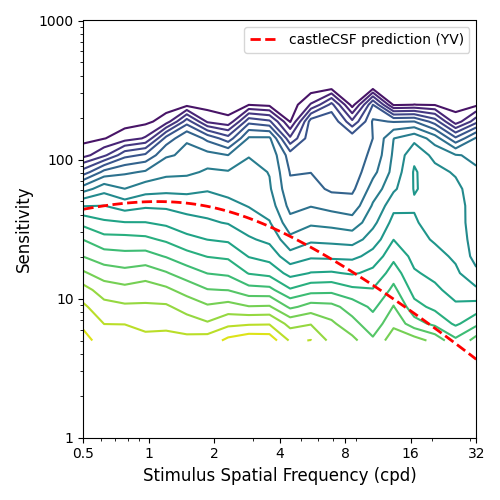 1000
castleCSF prediction (YV)
100
Sensitivity
10
1
0.5 1 2 4 8 16 32
Stimulus Spatial Frequency (cpd)